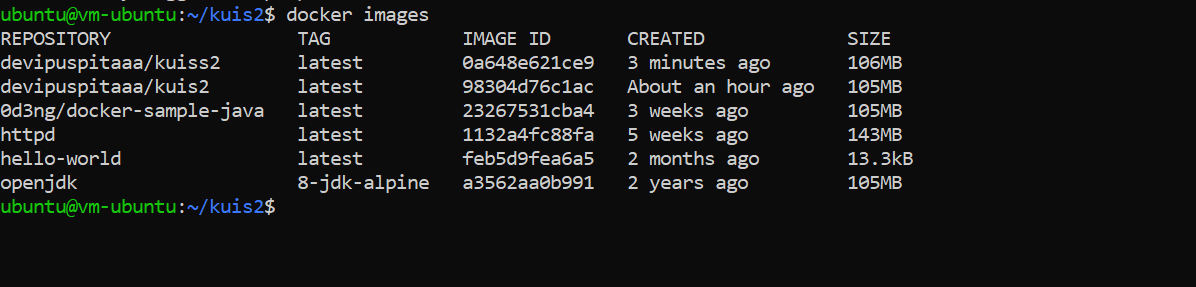 ubuntu@vm-ubuntu:~/kuis2$ docker images
REPOSITORY TAG IMAGE ID CREATED SIZE
devipuspitaaa/kuiss2 latest 0a648e621ce9 3 minutes ago 106MB
devipuspitaaa/kuis2 latest 98304d76c1ac About an hour ago 105MB
0d3ng/docker-sample-java latest 23267531cba4 3 weeks ago 105MB
httpd latest 1132a4fc88fa 5 weeks ago 143MB
hello-world latest feb5d9fea6a5 2 months ago 13.3kB
openjdk 8-jdk-alpine a3562aa0b991 2 years ago 105MB
ubuntu@vm-ubuntu:~/kuis2$